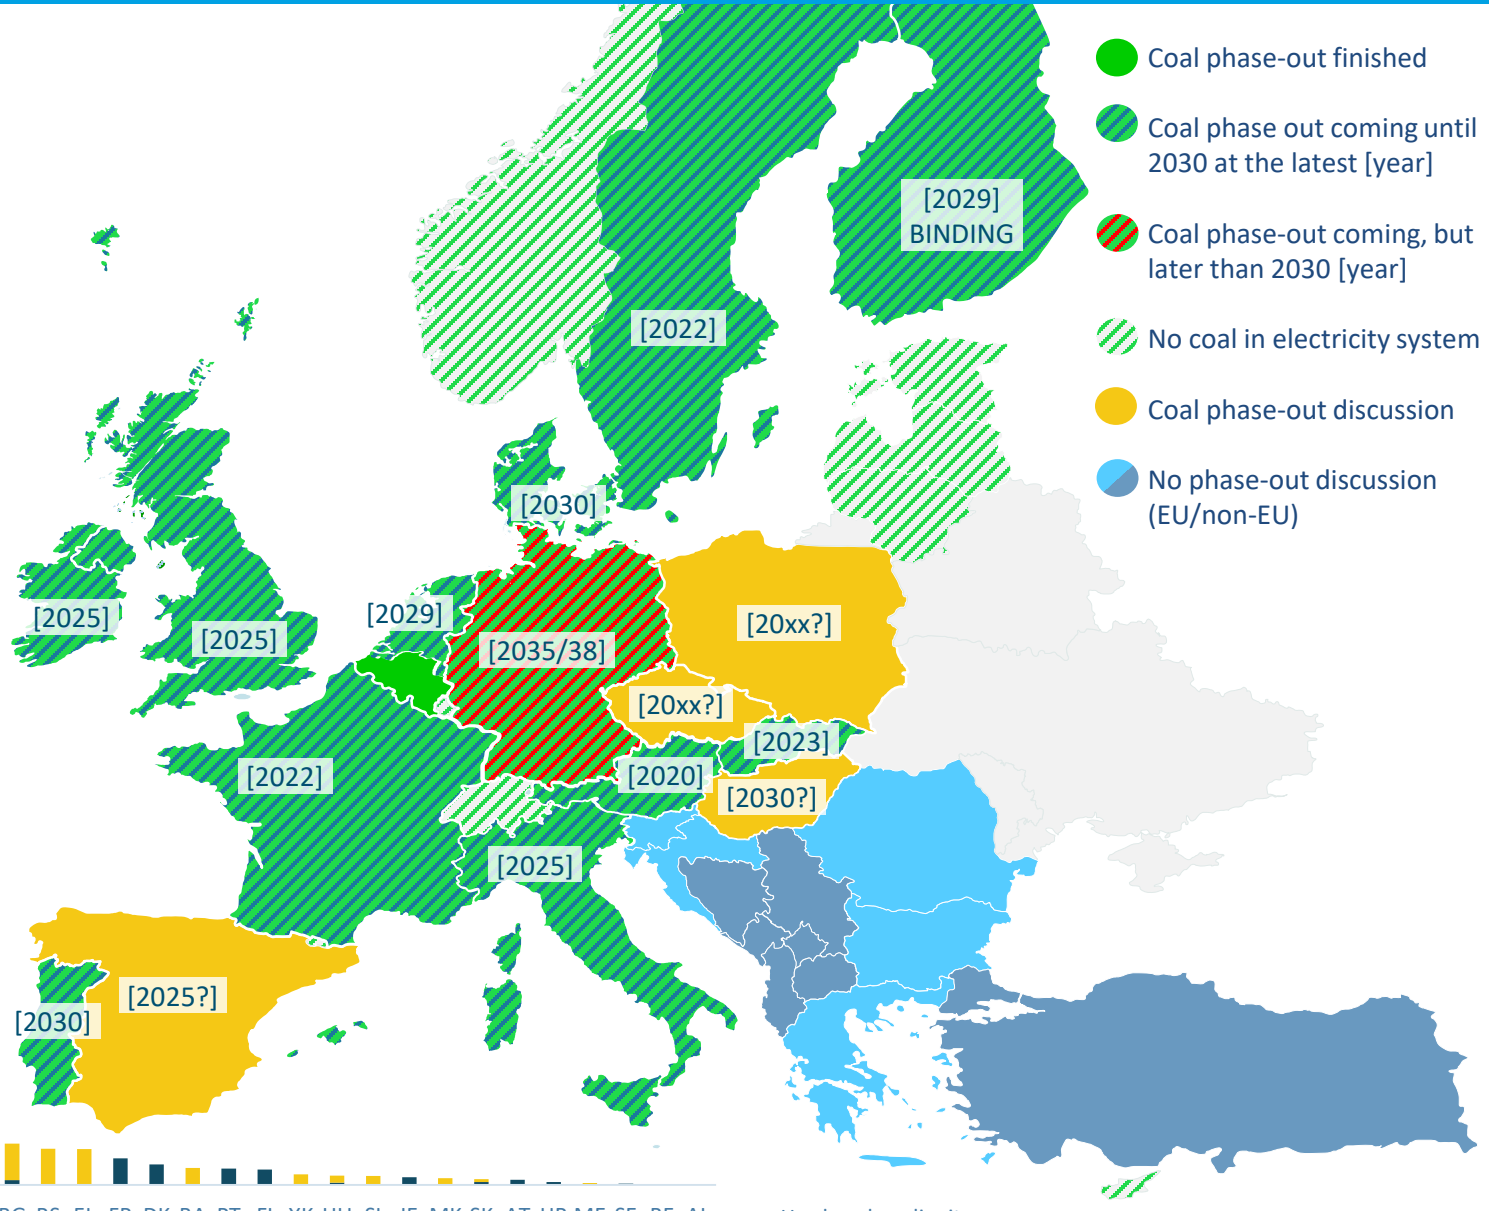 Coal phase-out finished
Coal phase out coming until
2030 at the latest [year]
Coal phase-out coming, but
later than 2030 [year]
No coal in electricity system
Coal phase-out discussion
No phase-out discussion
(EU/non-EU)
[2029]
BINDING
[2022]
[2030]
[2025]
[2025]
[2029]
[2035/38]
[20xx?]
[20xx?]
[2023]
[2022]
[2020]
[2030?]
[2025]
[2025?]
[2030]